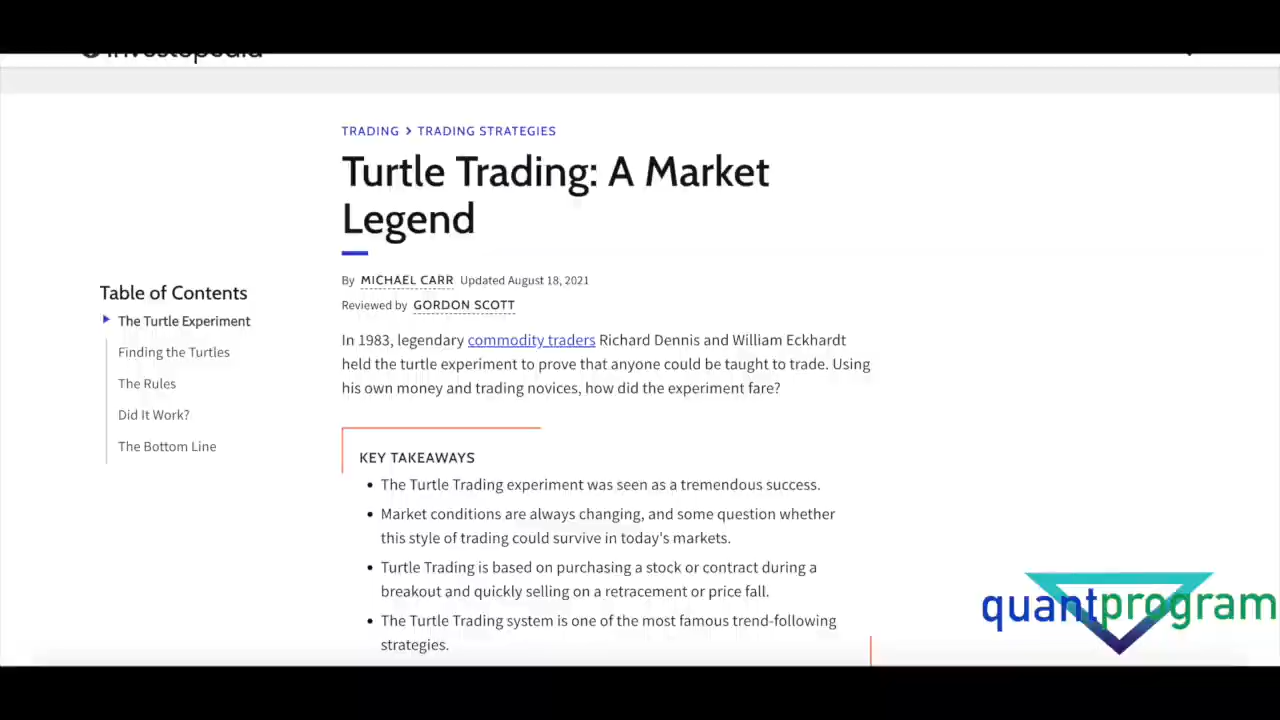 Investopedia
TRADING > TRADING STRATEGIES
Turtle Trading: A Market
Legend
By MICHAEL CARR Updated August 18, 2021
Reviewed by GORDON SCOTT
Table of Contents
The Turtle Experiment
Finding the Turtles
The Rules
Did It Work?
The Bottom Line
In 1983, legendary commodity traders Richard Dennis and William Eckhardt
held the turtle experiment to prove that anyone could be taught to trade. Using
his own money and trading novices, how did the experiment fare?
KEY TAKEAWAYS
• The Turtle Trading experiment was seen as a tremendous success.
• Market conditions are always changing, and some question whether
this style of trading could survive in today's markets.
• Turtle Trading is based on purchasing a stock or contract during a
breakout and quickly selling on a retracement or price fall.
• The Turtle Trading system is one of the most famous trend-following
strategies.
quantprogram